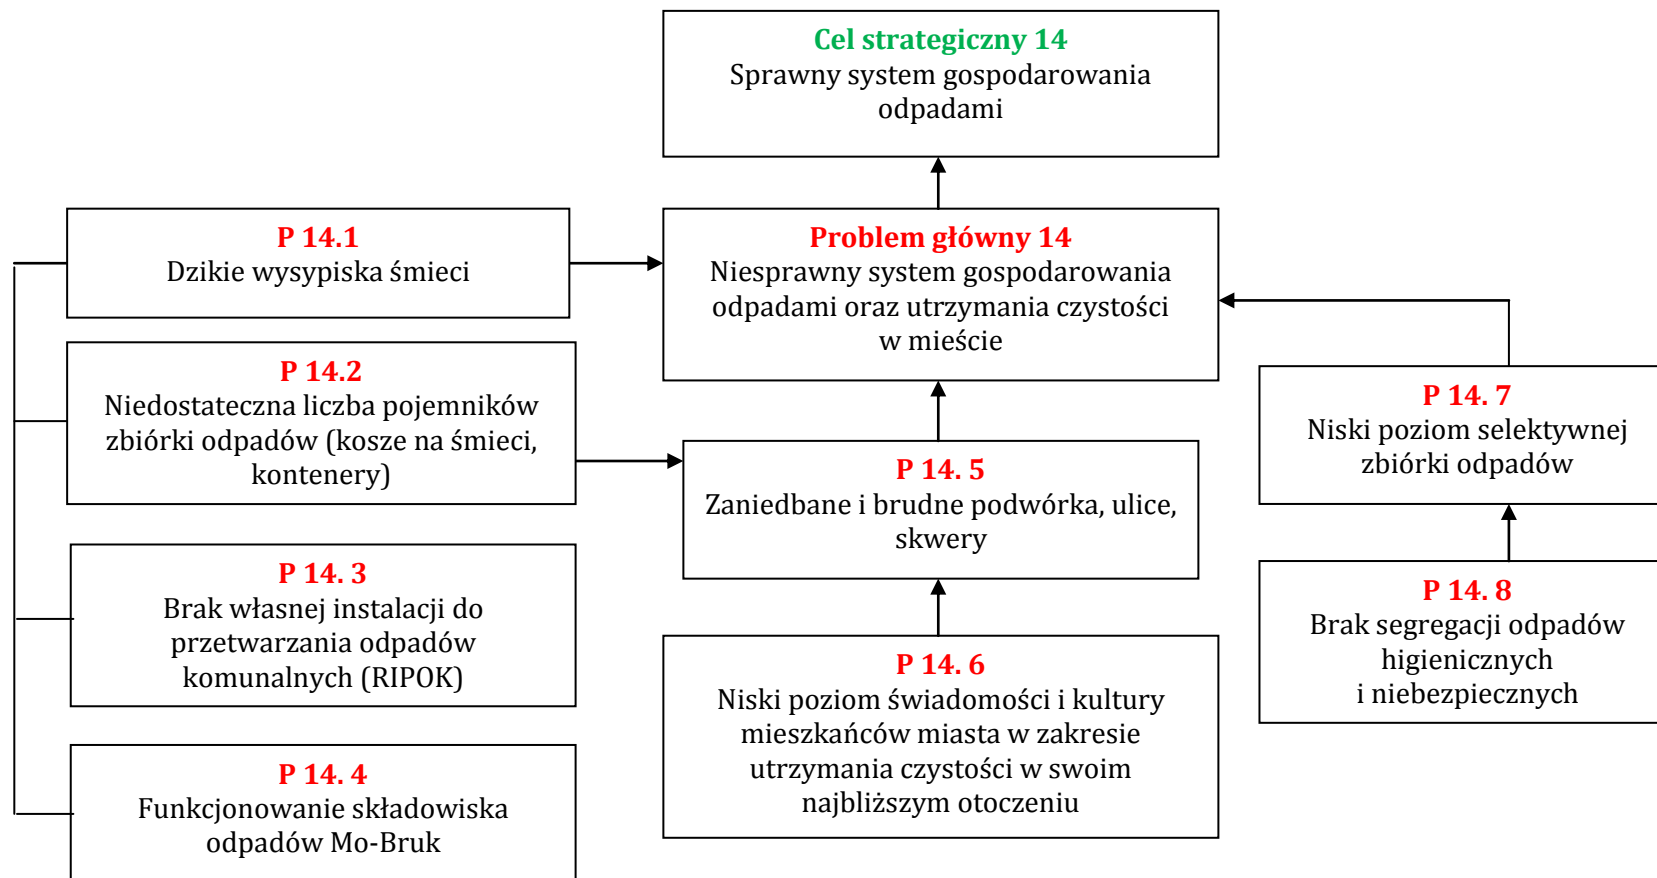 Cel strategiczny 14
Sprawny system gospodarowania
odpadami
P 14.1
Dzikie wysypiska śmieci
Problem główny 14
Niesprawny system gospodarowania
odpadami oraz utrzymania czystości
w mieście
P 14.2
Niedostateczna liczba pojemników
zbiórki odpadów (kosze na śmieci,
kontenery)
P 14. 5
Zaniedbane i brudne podwórka, ulice,
skwery
P 14. 7
Niski poziom selektywnej
zbiórki odpadów
P 14. 3
Brak własnej instalacji do
przetwarzania odpadów
komunalnych (RIPOK)
P 14. 6
Niski poziom świadomości i kultury
mieszkańców miasta w zakresie
utrzymania czystości w swoim
najbliższym otoczeniu
P 14. 8
Brak segregacji odpadów
higienicznych
i niebezpiecznych
P 14. 4
Funkcjonowanie składowiska
odpadów Mo-Bruk